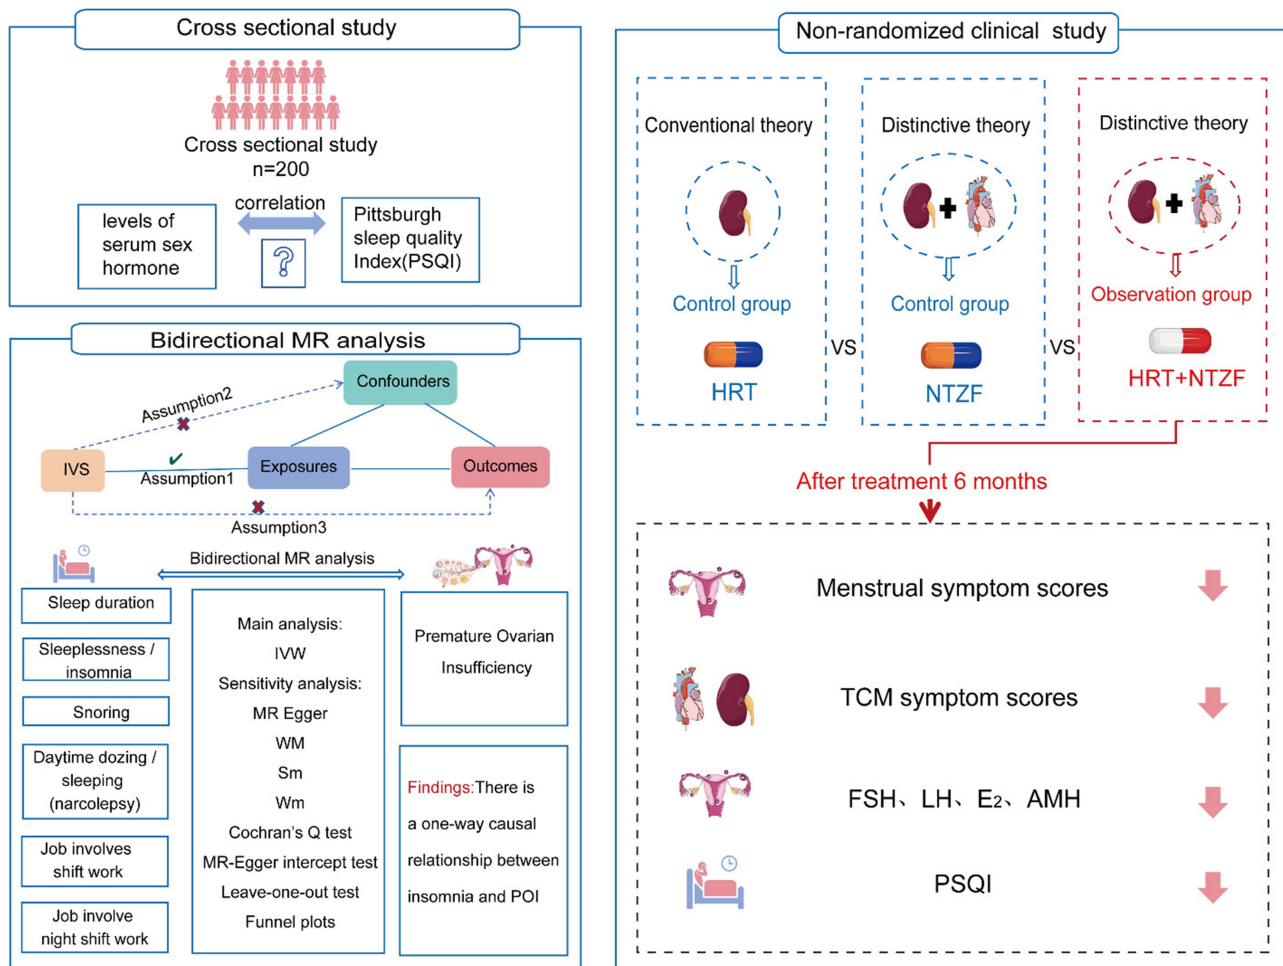 Cross sectional study
Cross sectional study
n=200
levels of
serum sex
hormone
correlation
?
Pittsburgh
sleep quality
Index(PSQI)
Bidirectional MR analysis
Confounders
Assumption2
IVS
Assumption1
Exposures
Outcomes
Assumption3
Bidirectional MR analysis
Sleep duration
Sleeplessness /
insomnia
Snoring
Daytime dozing /
sleeping
(narcolepsy)
Job involves
shift work
Job involve
night shift work
Main analysis:
IVW
Sensitivity analysis:
MR Egger
WM
Sm
Wm
Cochran's Q test
MR-Egger intercept test
Leave-one-out test
Funnel plots
Premature Ovarian
Insufficiency
Findings:There is
a one-way causal
relationship between
insomnia and POI
Non-randomized clinical study
Conventional theory
Control group
HRT
VS
Distinctive theory
Control group
NTZF
VS
Distinctive theory
Observation group
HRT+NTZF
After treatment 6 months
Menstrual symptom scores
TCM symptom scores
FSH、LH、E₂、AMH
PSQI